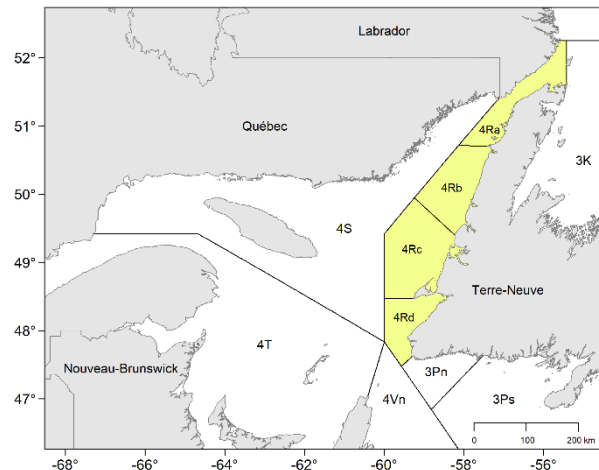 Labrador
52°
51°
4Ra
Québec
3K
50°
4Rb
4S
4Rc
49°
Terre-Neuve
48°
4Rd
4T
3Pn
Nouveau-Brunswick
4Vn
3Ps
47°
0 100 200 km
-68° -66° -64° -62° -60° -58° -56°